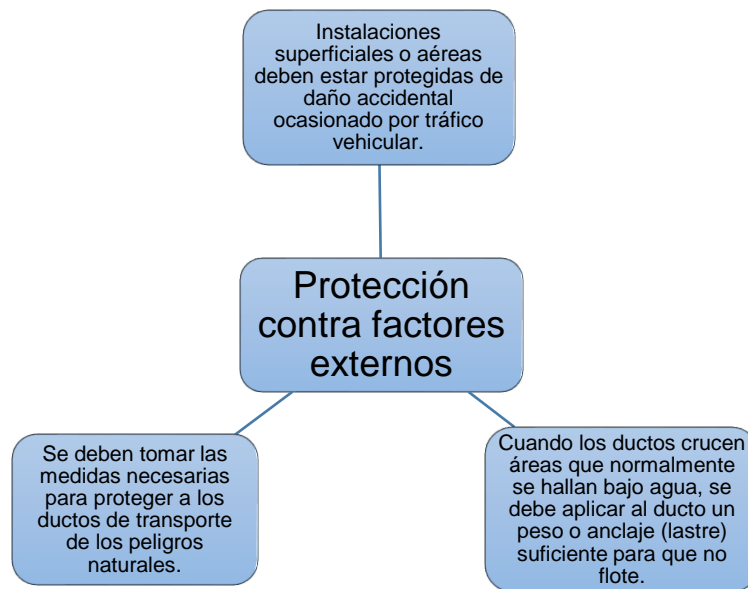 Instalaciones
superficiales o aéreas
deben estar protegidas de
daño accidental
ocasionado por tráfico
vehicular.
Protección
contra factores
externos
Se deben tomar las
medidas necesarias
para proteger a los
ductos de transporte
de los peligros
naturales.
Cuando los ductos crucen
áreas que normalmente
se hallan bajo agua, se
debe aplicar al ducto un
peso o anclaje (lastre)
suficiente para que no
flote.